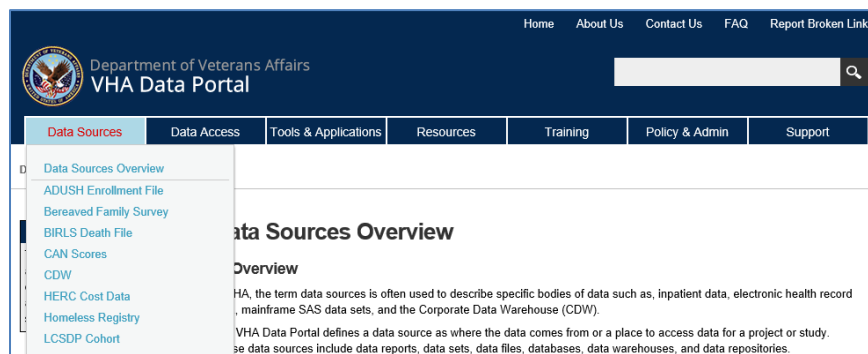 Home About Us Contact Us FAQ Report Broken Link
Department of Veterans Affairs
VHA Data Portal
Data Sources Data Access Tools & Applications Resources Training Policy & Admin Support
Data Sources Overview
ADUSH Enrollment File
Bereaved Family Survey
BIRLS Death File
CAN Scores
CDW
HERC Cost Data
Homeless Registry
LCSDP Cohort
ata Sources Overview
Overview
HA, the term data sources is often used to describe specific bodies of data such as, inpatient data, electronic health record
, mainframe SAS data sets, and the Corporate Data Warehouse (CDW).
VHA Data Portal defines a data source as where the data comes from or a place to access data for a project or study.
se data sources include data reports, data sets, data files, databases, data warehouses, and data repositories.